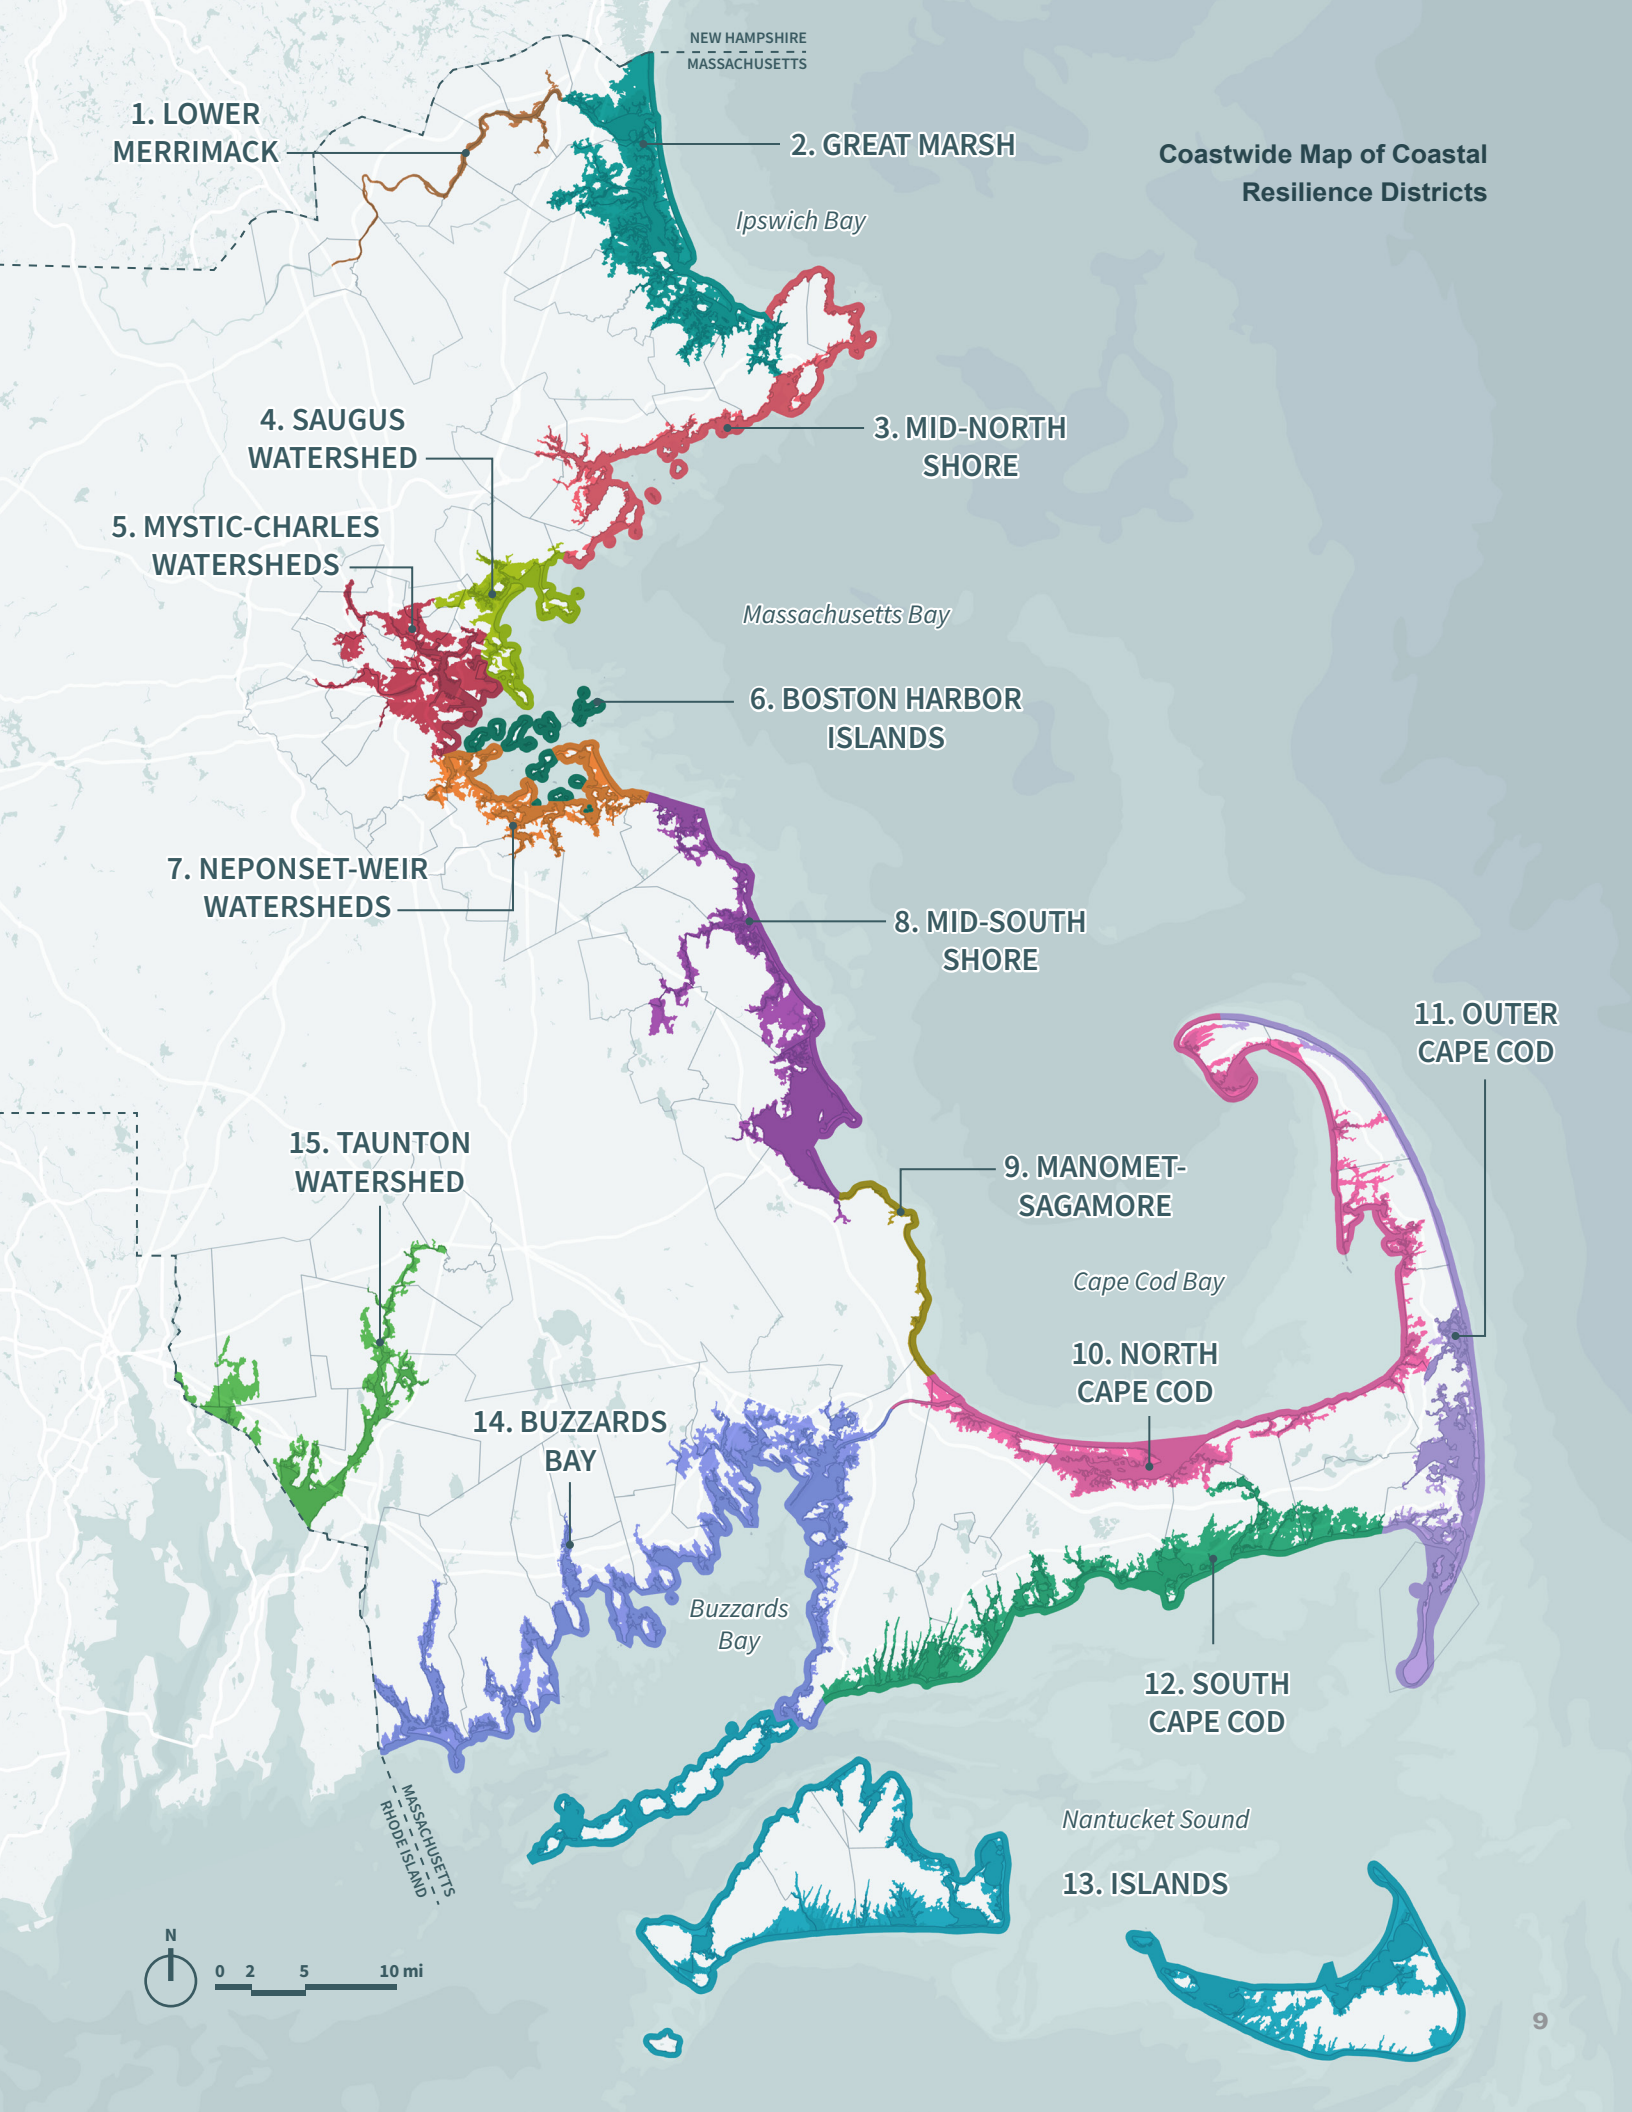 NEW HAMPSHIRE
MASSACHUSETTS
Coastwide Map of Coastal
Resilience Districts
1. LOWER
MERRIMACK
2. GREAT MARSH
Ipswich Bay
3. MID-NORTH
SHORE
4. SAUGUS
WATERSHED
5. MYSTIC-CHARLES
WATERSHEDS
Massachusetts Bay
6. BOSTON HARBOR
ISLANDS
7. NEPONSET-WEIR
WATERSHEDS
8. MID-SOUTH
SHORE
11. OUTER
CAPE COD
15. TAUNTON
WATERSHED
9. MANOMET-
SAGAMORE
Cape Cod Bay
10. NORTH
CAPE COD
14. BUZZARDS
BAY
Buzzards
Bay
12. SOUTH
CAPE COD
MASSACHUSETTS
RHODE ISLAND
Nantucket Sound
13. ISLANDS
N
0 2 5 10 mi
9